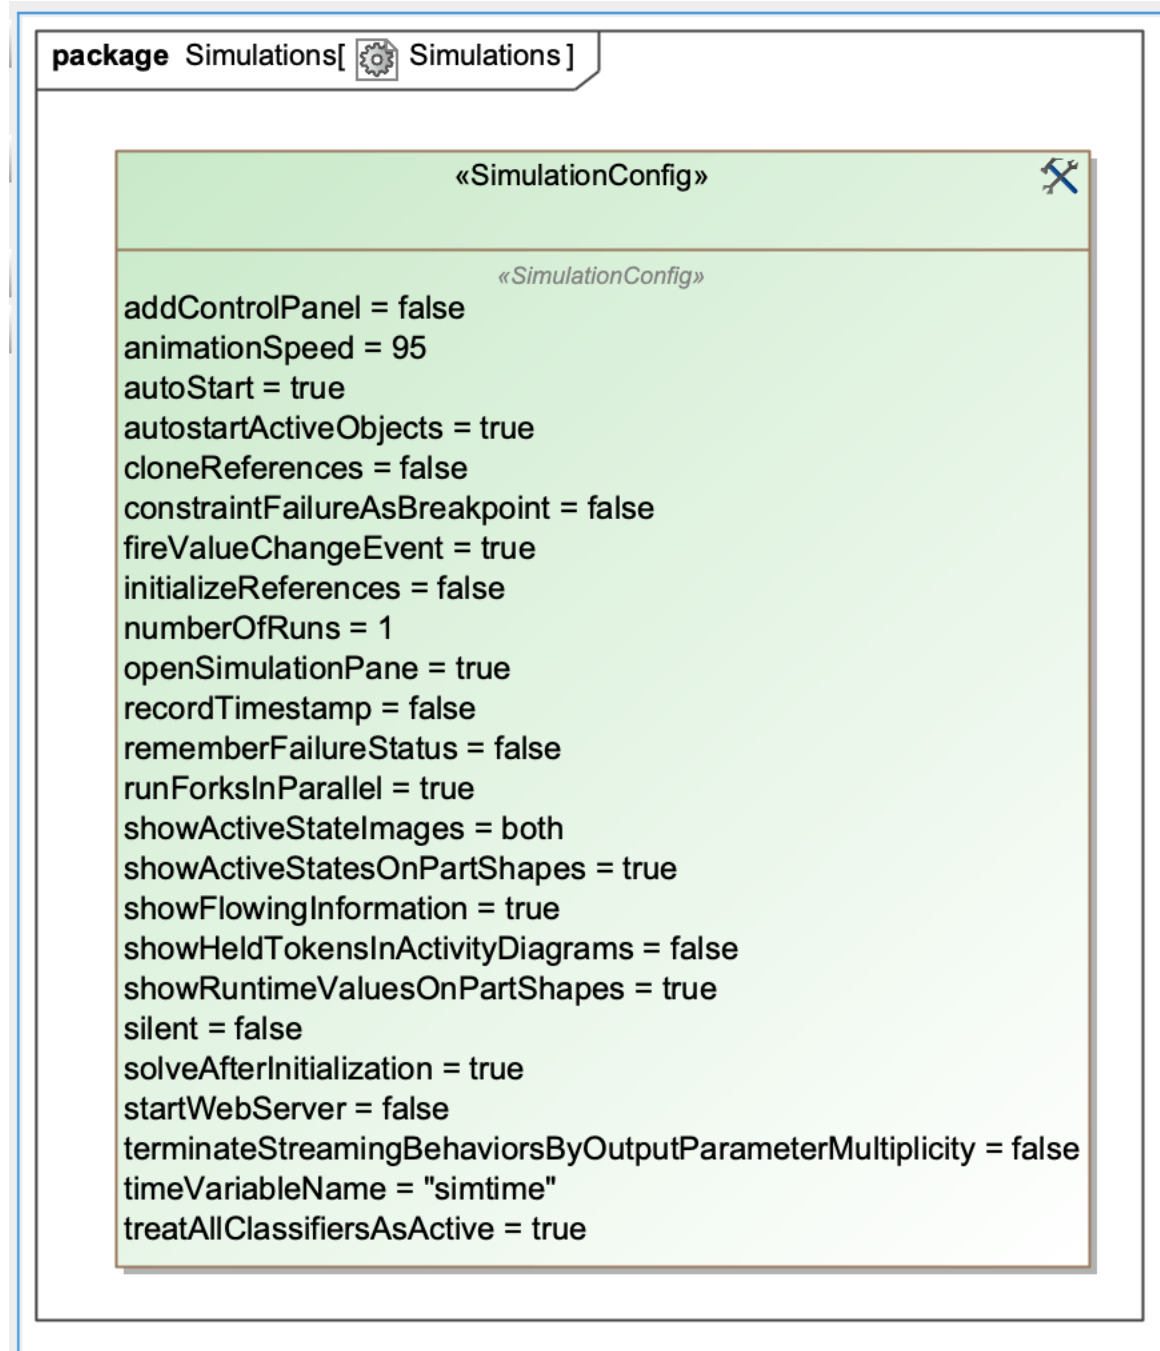 package Simulations[ Simulations ]
«SimulationConfig»
«SimulationConfig»
addControlPanel = false
animationSpeed = 95
autoStart = true
autostartActiveObjects = true
cloneReferences = false
constraintFailureAsBreakpoint = false
fireValueChangeEvent = true
initializeReferences = false
numberOfRuns = 1
openSimulationPane = true
recordTimestamp = false
rememberFailureStatus = false
runForksInParallel = true
showActiveStateImages = both
showActiveStatesOnPartShapes = true
showFlowingInformation = true
showHeldTokensInActivityDiagrams = false
showRuntimeValuesOnPartShapes = true
silent = false
solveAfterInitialization = true
startWebServer = false
terminateStreamingBehaviorsByOutputParameterMultiplicity = false
timeVariableName = "simtime"
treatAllClassifiersAsActive = true